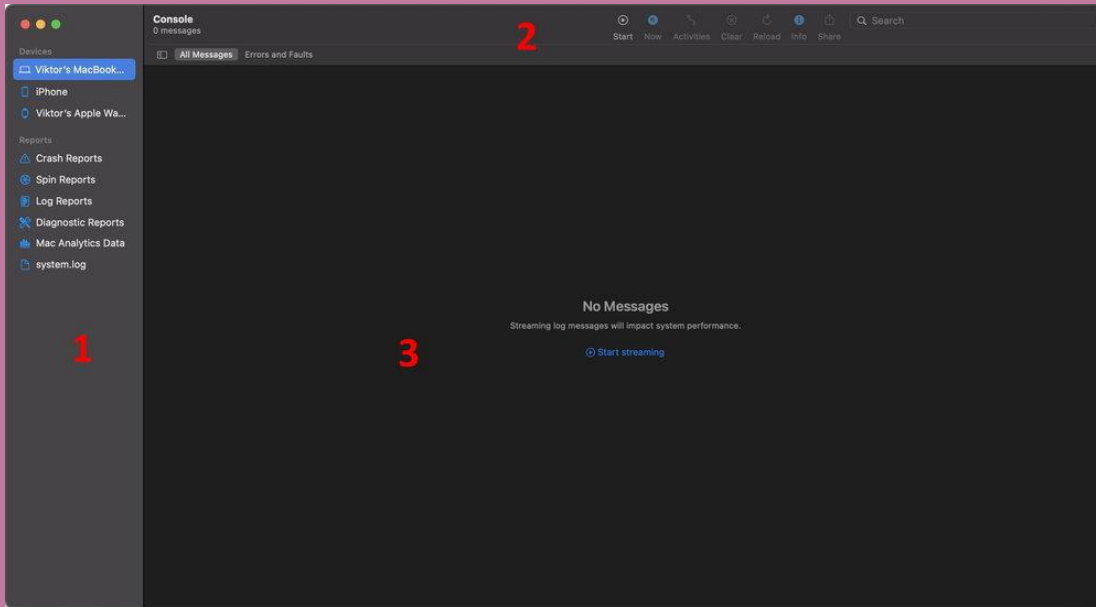 Console
0 messages
Start Now Activities Clear Reload Info Share
Search
All Messages Errors and Faults
Devices
Viktor's MacBook...
iPhone
Viktor's Apple Wa...
Reports
Crash Reports
Spin Reports
Log Reports
Diagnostic Reports
Mac Analytics Data
system.log
1
2
3
No Messages
Streaming log messages will impact system performance.
Start streaming